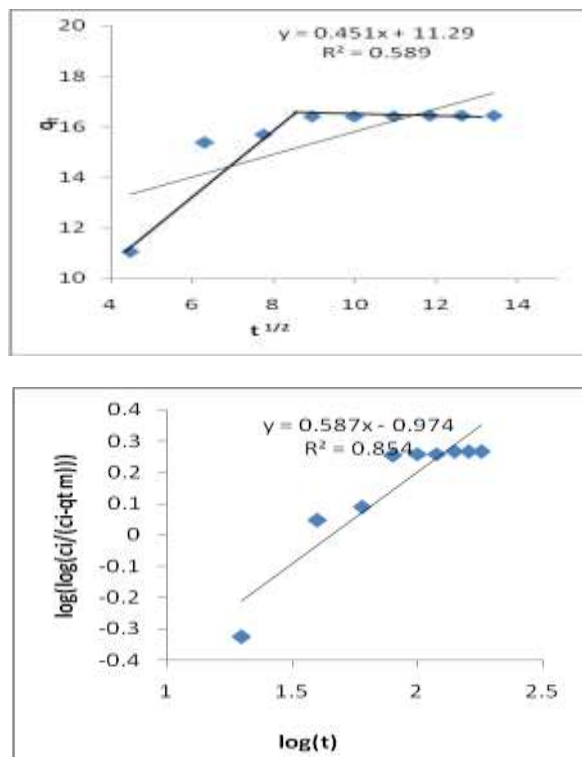 y = 0.451x + 11.29
R² = 0.589
20
18
16
14
12
10
qt
4 6 8 10 12 14
t 1/2
y = 0.587x - 0.974
R² = 0.854
0.4
0.3
0.2
0.1
0
-0.1
-0.2
-0.3
-0.4
log(log(ci/(ci-qt m)))
1 1.5 2 2.5
log(t)